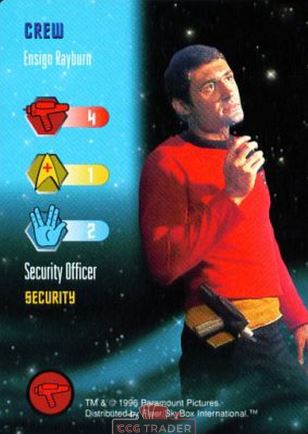 CREW
Ensign Rayburn
4
1
2
Security Officer
SECURITY
TM & © 1996 Paramount Pictures
Distributed by Fleer/SkyBox International.™
CCG TRADER